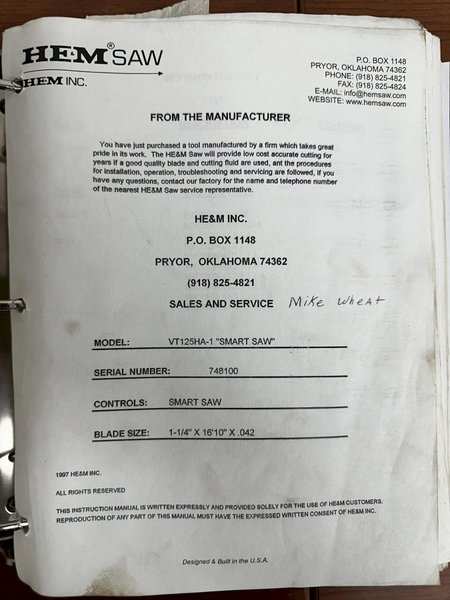 HE&M® SAW
HE&M INC.
P.O. BOX 1148
PRYOR, OKLAHOMA 74362
PHONE: (918) 825-4821
FAX: (918) 825-4824
E-MAIL: info@hemsaw.com
WEBSITE: www.hemsaw.com
FROM THE MANUFACTURER
You have just purchased a tool manufactured by a firm which takes great
pride in its work. The HE&M Saw will provide low cost accurate cutting for
years if a good quality blade and cutting fluid are used, ant the procedures
for installation, operation, troubleshooting and servicing are followed, if you
have any questions, contact our factory for the name and telephone number
of the nearest HE&M Saw service representative.
HE&M INC.
P.O. BOX 1148
PRYOR, OKLAHOMA 74362
(918) 825-4821
SALES AND SERVICE Mike Wheat
MODEL: VT125HA-1 "SMART SAW"
SERIAL NUMBER: 748100
CONTROLS: SMART SAW
BLADE SIZE: 1-1/4" X 16'10" X .042
1997 HE&M INC.
ALL RIGHTS RESERVED
THIS INSTRUCTION MANUAL IS WRITTEN EXPRESSLY AND PROVIDED SOLELY FOR THE USE OF HE&M CUSTOMERS.
REPRODUCTION OF ANY PART OF THIS MANUAL MUST HAVE THE EXPRESSED WRITTEN CONSENT OF HE&M INC.
Designed & Built in the U.S.A.